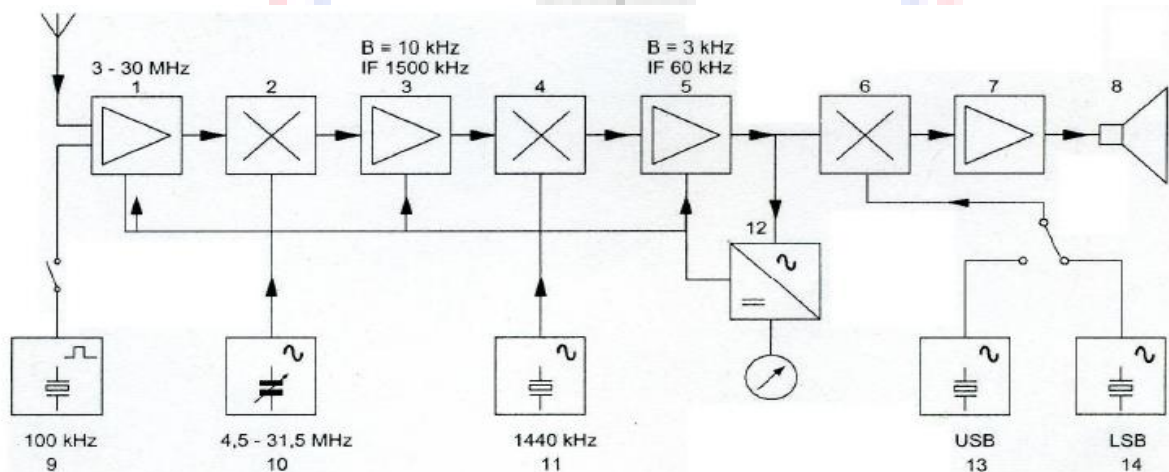 B = 10 kHz
IF 1500 kHz
B = 3 kHz
IF 60 kHz
3 - 30 MHz
1
2
3
4
5
6
7
8
12
100 kHz
4,5 - 31,5 MHz
1440 kHz
USB
LSB
9
10
11
13
14